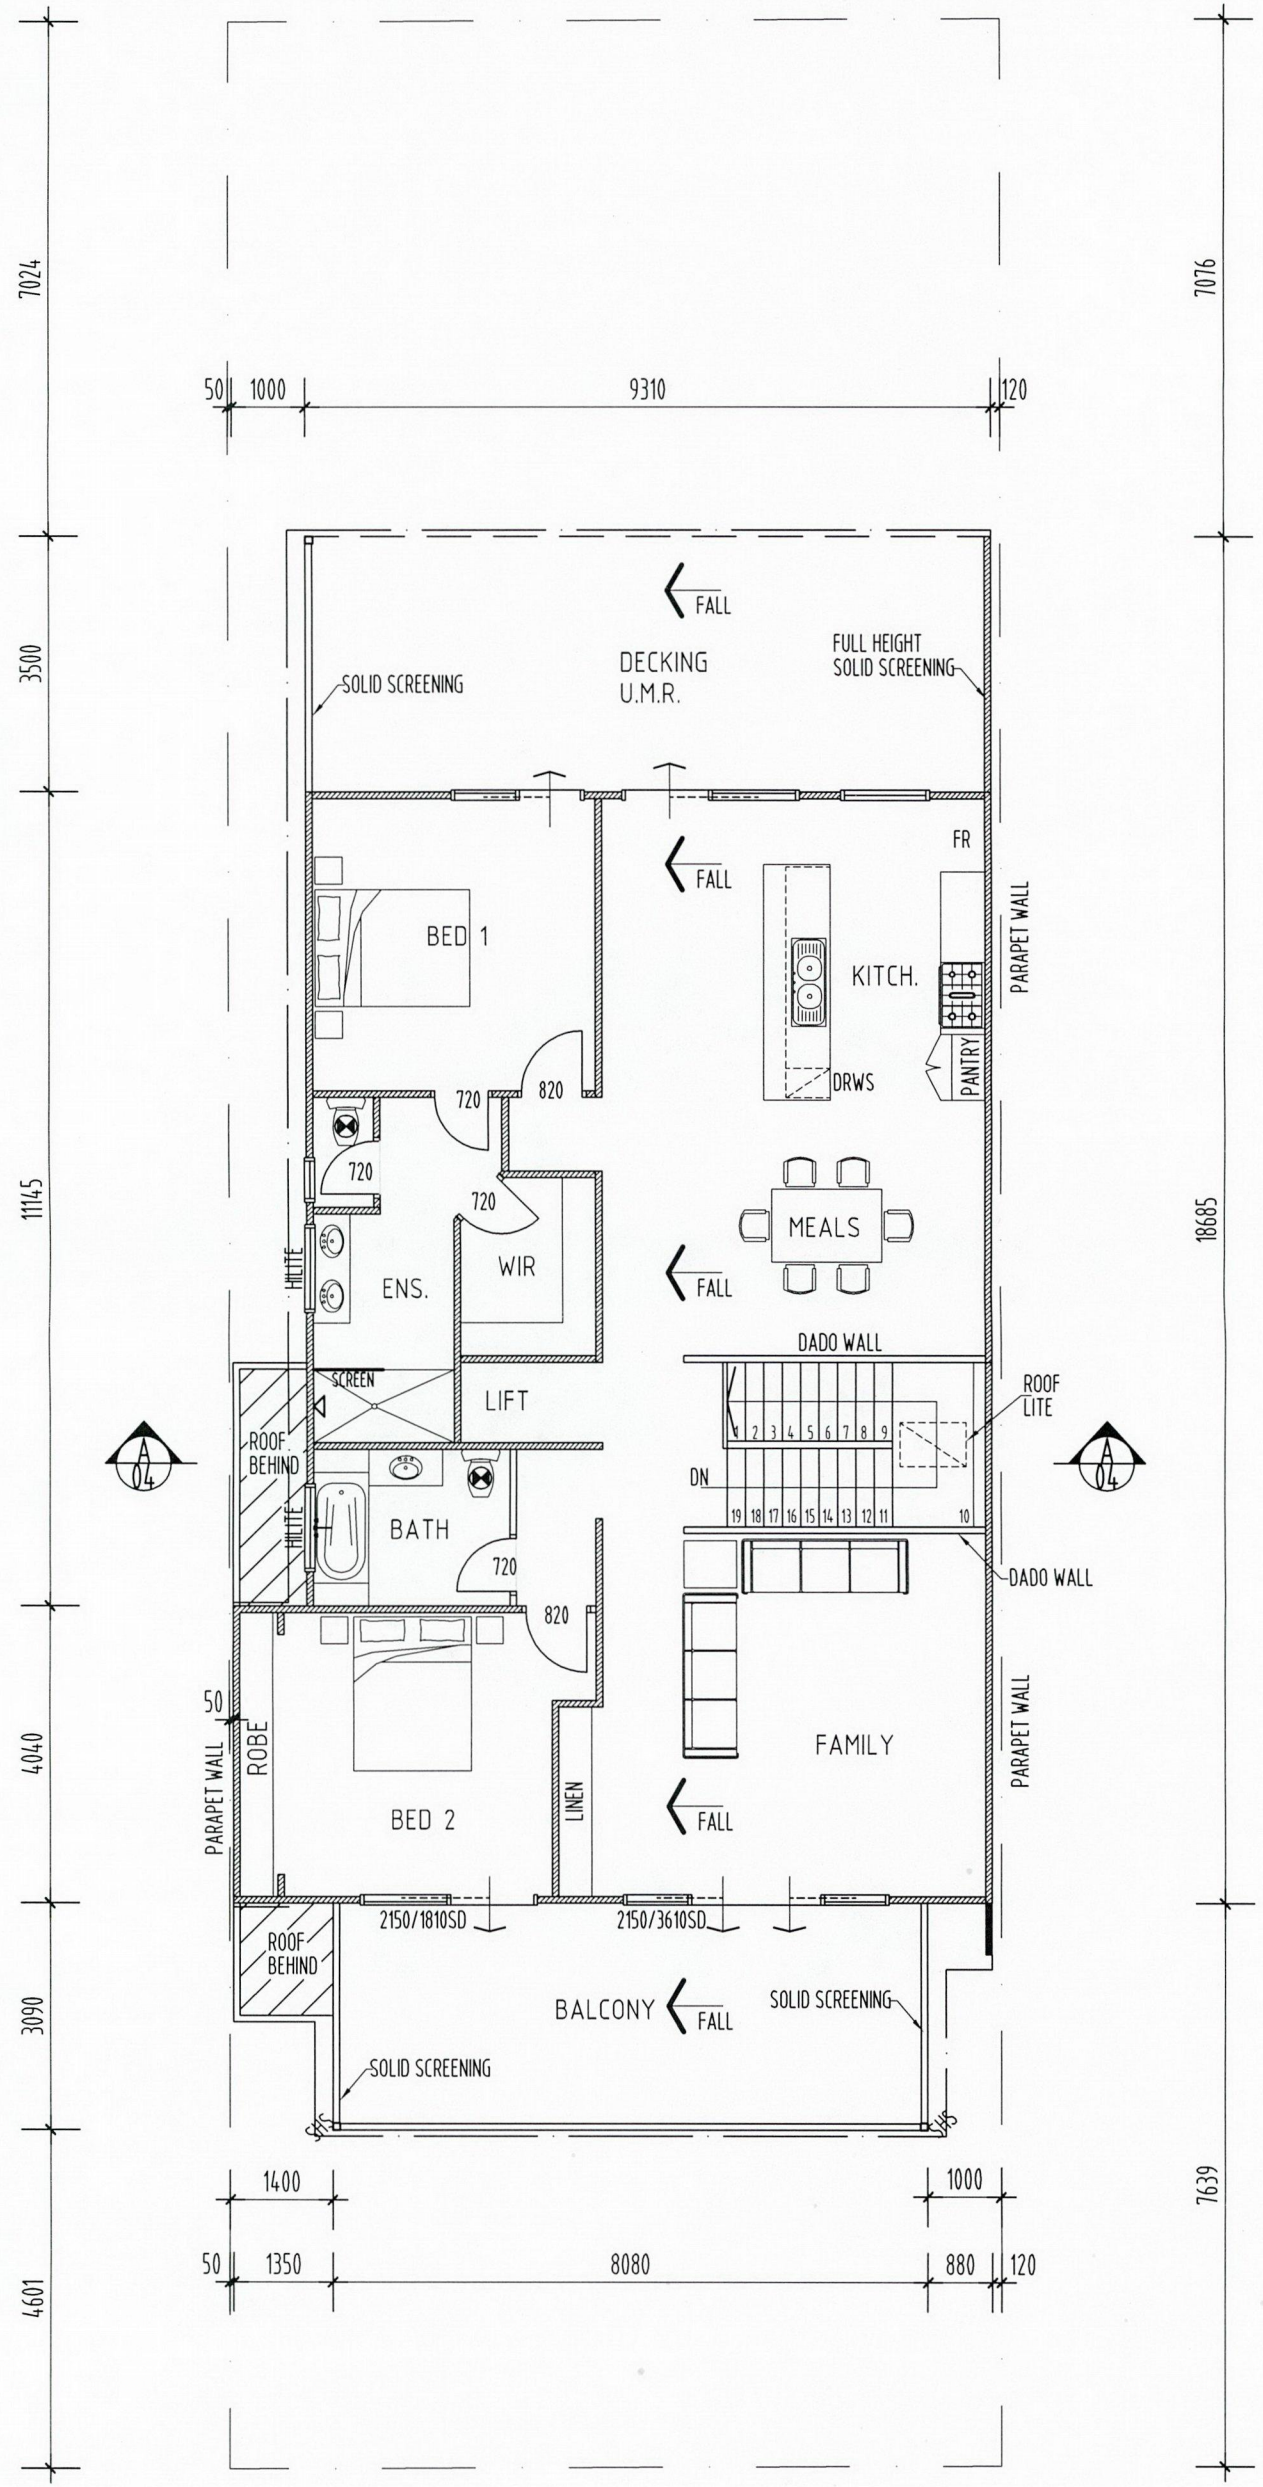 7024
7076
50
1000
9310
120
3500
FALL
DECKING
U.M.R.
FULL HEIGHT
SOLID SCREENING
SOLID SCREENING
FR
FALL
PARAPET WALL
BED 1
KITCH.
PANTRY
DRWS
720
820
720
720
11145
18685
MEALS
WIR
HILITE
ENS.
FALL
DADO WALL
SCREEN
LIFT
ROOF
LITE
ROOF
BEHIND
1 2 3 4 5 6 7 8 9
A
04
A
04
DN
19 18 17 16 15 14 13 12 11 10
HILITE
BATH
720
DADO WALL
820
50
ROBE
PARAPET WALL
PARAPET WALL
4040
FAMILY
LINEN
BED 2
FALL
2150/1810SD
2150/3610SD
ROOF
BEHIND
3090
BALCONY
FALL
SOLID SCREENING
SOLID SCREENING
SHS
SHS
1400
1000
7639
50
1350
8080
880
120
4601